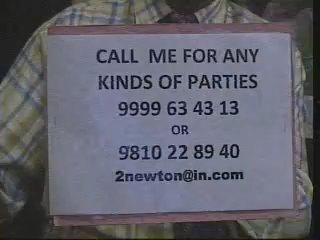 CALL ME FOR ANY
KINDS OF PARTIES
9999 63 43 13
OR
9810 22 89 40
2newton@in.com